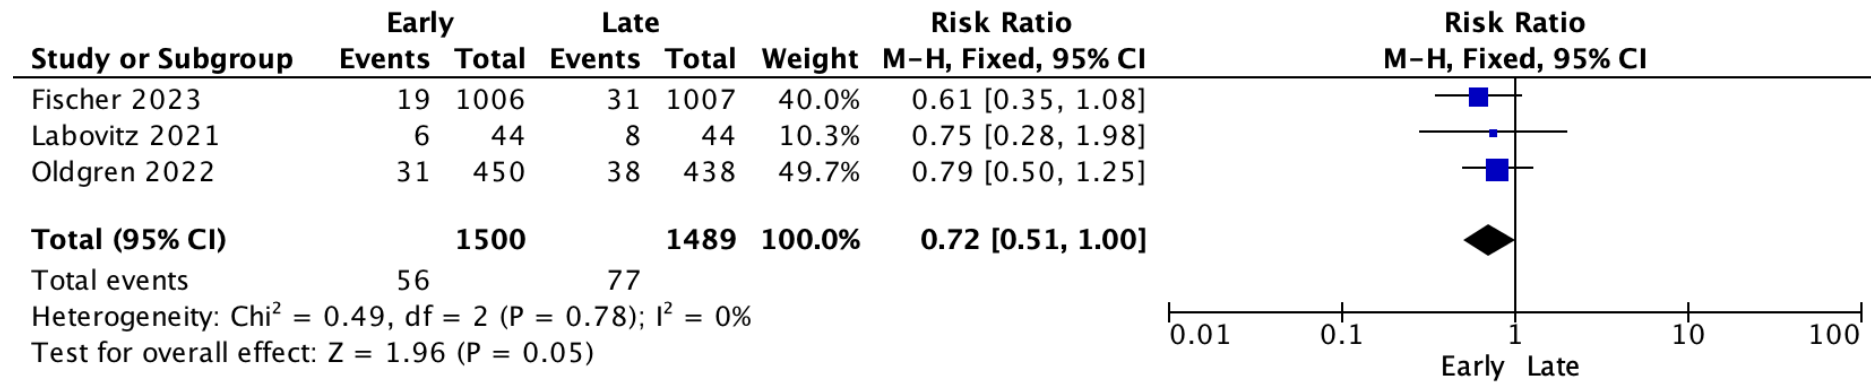 Early Late Risk Ratio Risk Ratio
Study or Subgroup Events Total Events Total Weight M-H, Fixed, 95% CI M-H, Fixed, 95% CI
Fischer 2023 19 1006 31 1007 40.0% 0.61 [0.35, 1.08]
Labovitz 2021 6 44 8 44 10.3% 0.75 [0.28, 1.98]
Oldgren 2022 31 450 38 438 49.7% 0.79 [0.50, 1.25]
Total (95% CI) 1500 1489 100.0% 0.72 [0.51, 1.00]
Total events 56 77
Heterogeneity: Chi² = 0.49, df = 2 (P = 0.78); I² = 0%
Test for overall effect: Z = 1.96 (P = 0.05)
0.01 0.1 1 10 100
Early Late